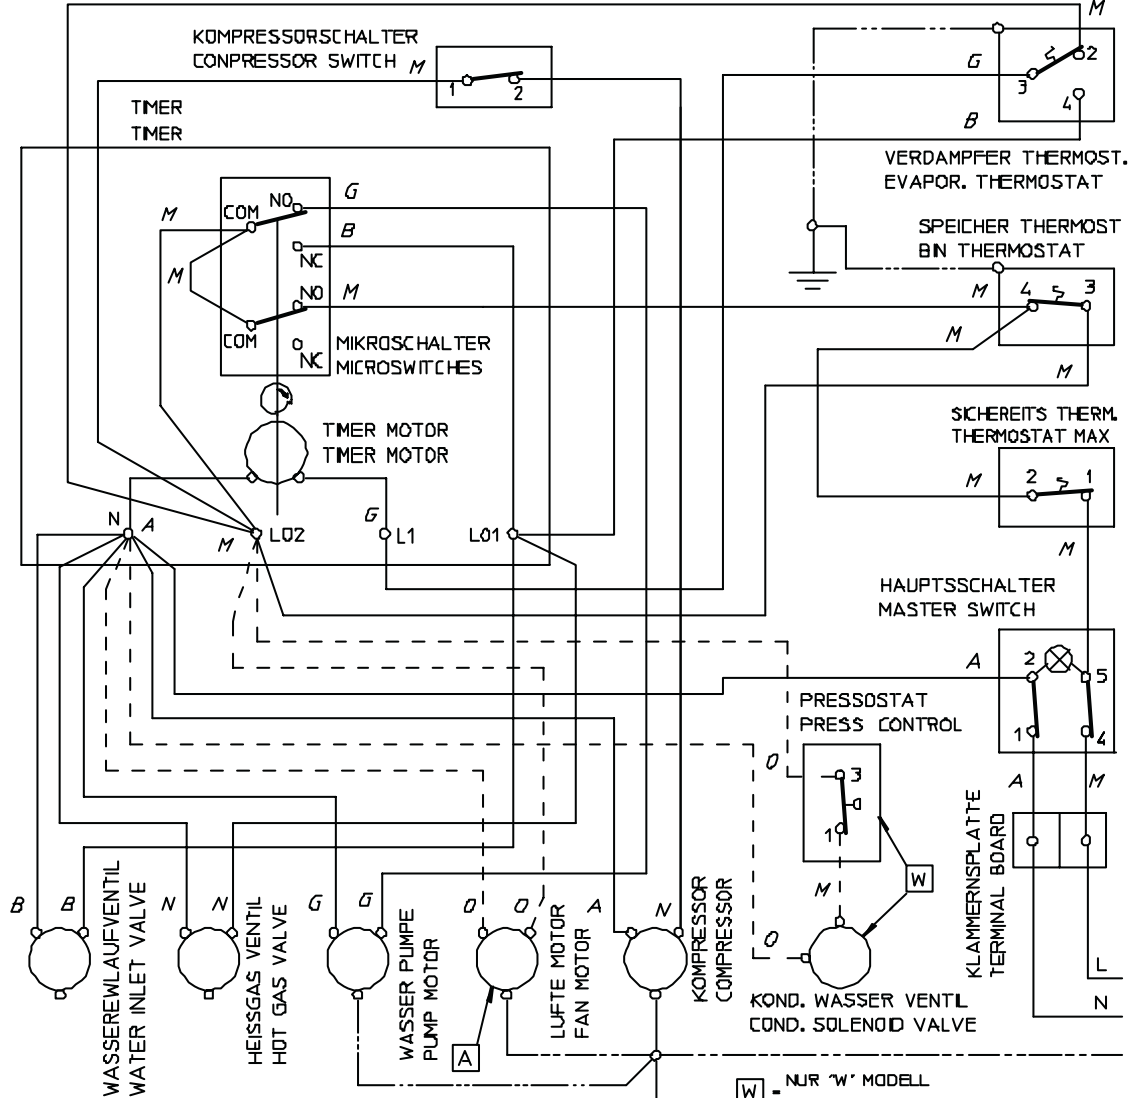 M
KOMPRESSORSCHALTER
CONPRESSOR SWITCH
M
1
2
G
2
3
4
B
TIMER
TIMER
VERDAMPFER THERMOST.
EVAPOR. THERMOSTAT
G
NO
COM
M
B
NC
M
SPEICHER THERMOST
BIN THERMOSTAT
NO
M
M
4
3
COM
NC
MIKROSCHALTER
MICROSWITCHES
M
M
TIMER MOTOR
TIMER MOTOR
SICHEREITS THERM.
THERMOSTAT MAX
M
2
1
G
N
A
M
L02
L1
L01
M
HAUPTSSCHALTER
MASTER SWITCH
A
2
5
1
4
PRESSOSTAT
PRESS CONTROL
O
3
1
A
M
KLAMMERNSPLATTE
TERMINAL BOARD
W
M
B
B
N
N
G
G
O
O
A
N
O
WASSEREWLAUFVENTIL
WATER INLET VALVE
HEISSGAS VENTIL
HOT GAS VALVE
WASSER PUMPE
PUMP MOTOR
LUFTE MOTOR
FAN MOTOR
KOMPRESSOR
COMPRESSOR
L
N
KOND. WASSER VENTIL
COND. SOLENOID VALVE
A
W - NUR "W" MODELL